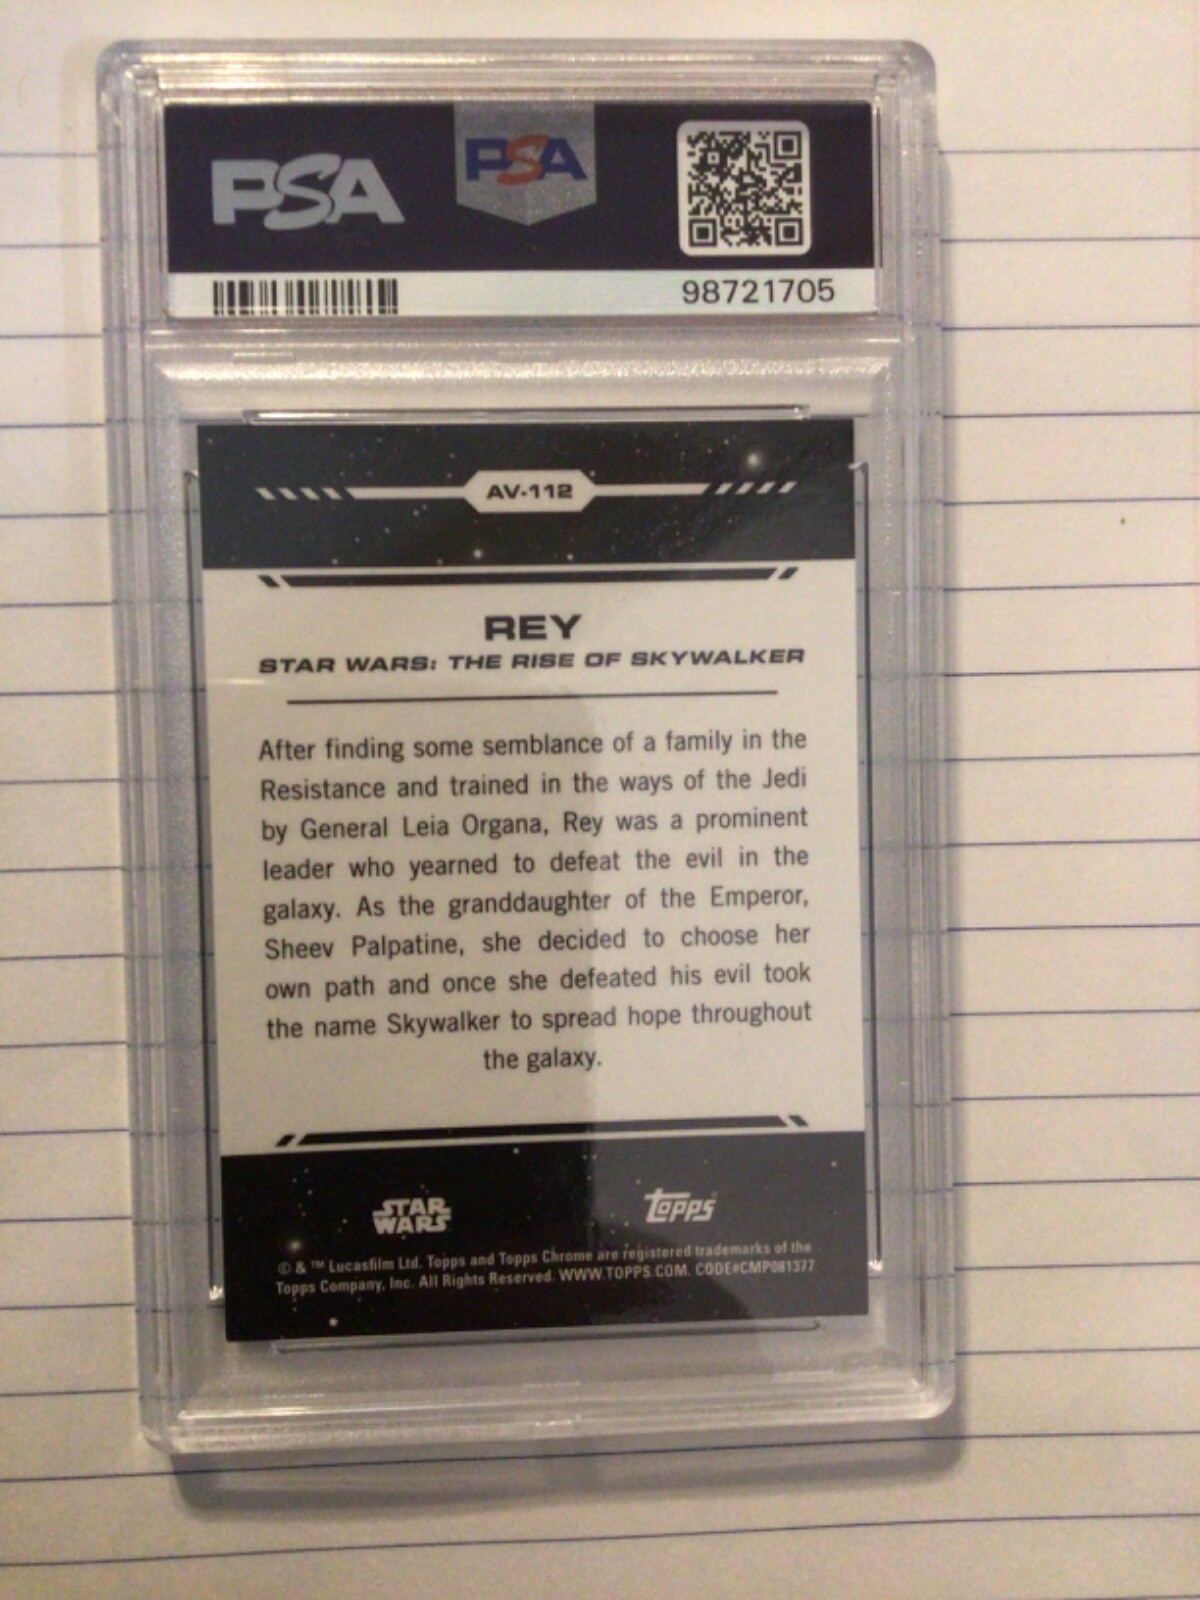 PSA PSA
98721705
AV-112
REY
STAR WARS: THE RISE OF SKYWALKER
After finding some semblance of a family in the
Resistance and trained in the ways of the Jedi
by General Leia Organa, Rey was a prominent
leader who yearned to defeat the evil in the
galaxy. As the granddaughter of the Emperor,
Sheev Palpatine, she decided to choose her
own path and once she defeated his evil took
the name Skywalker to spread hope throughout
the galaxy.
STAR
WARS
Topps
© & ™ Lucasfilm Ltd. Topps and Topps Chrome are registered trademarks of the
Topps Company, Inc. All Rights Reserved. WWW.TOPPS.COM. CODE#CMP081377
PSA